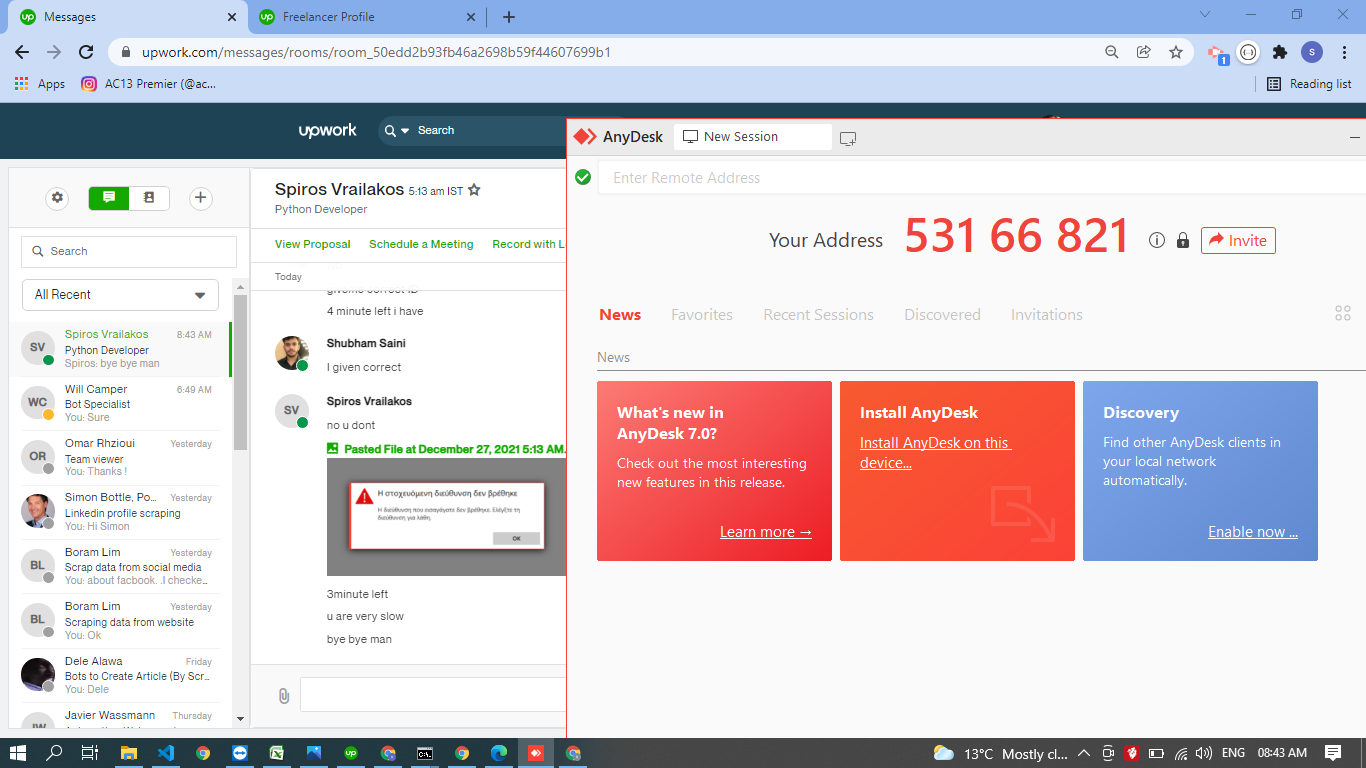 Messages
Freelancer Profile
upwork.com/messages/rooms/room_50edd2b93fb46a2698b59f44607699b1
1
S
Apps
AC13 Premier (@ac...
Reading list
upwork
Search
AnyDesk
New Session
Enter Remote Address
Your Address
531 66 821
Invite
News
Favorites
Recent Sessions
Discovered
Invitations
News
What's new in
AnyDesk 7.0?
Check out the most interesting
new features in this release.
Learn more →
Install AnyDesk
Install AnyDesk on this
device...
Discovery
Find other AnyDesk clients in
your local network
automatically.
Enable now ...
Search
All Recent
SV
Spiros Vrailakos
8:43 AM
Python Developer
Spiros: bye bye man
WC
Will Camper
6:49 AM
Bot Specialist
You: Sure
OR
Omar Rhzioui
Yesterday
Team viewer
You: Thanks !
Simon Bottle, Po...
Yesterday
Linkedin profile scraping
You: Hi Simon
BL
Boram Lim
Yesterday
Scrap data from social media
You: about facbook. .I checke...
BL
Boram Lim
Yesterday
Scraping data from website
You: Ok
Dele Alawa
Friday
Bots to Create Article (By Scr...
You: Dele
JW
Javier Wassmann
Thursday
Spiros Vrailakos 5:13 am IST
Python Developer
View Proposal
Schedule a Meeting
Record with L
Today
4 minute left i have
Shubham Saini
I given correct
SV
Spiros Vrailakos
no u dont
Pasted File at December 27, 2021 5:13 AM.
Η στοχευόμενη διεύθυνση δεν βρέθηκε
Η διεύθυνση που εισαγάγατε δεν βρέθηκε. Ελέγξτε τη
διεύθυνση για λάθη.
OK
3minute left
u are very slow
bye bye man
13°C Mostly cl...
ENG
08:43 AM